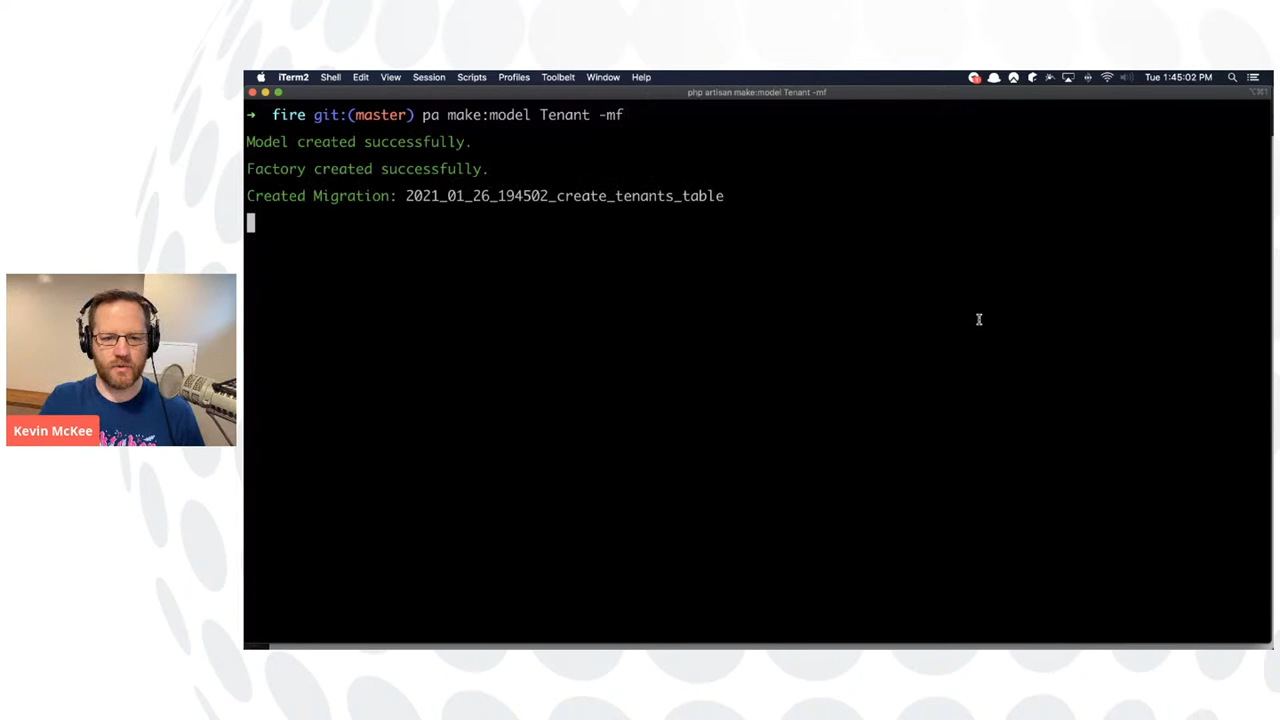 iTerm2 Shell Edit View Session Scripts Profiles Toolbelt Window Help Tue 1:45:02 PM
php artisan make:model Tenant -mf ⌥⌘1
➜ fire git:(master) pa make:model Tenant -mf
Model created successfully.
Factory created successfully.
Created Migration: 2021_01_26_194502_create_tenants_table
Kevin McKee